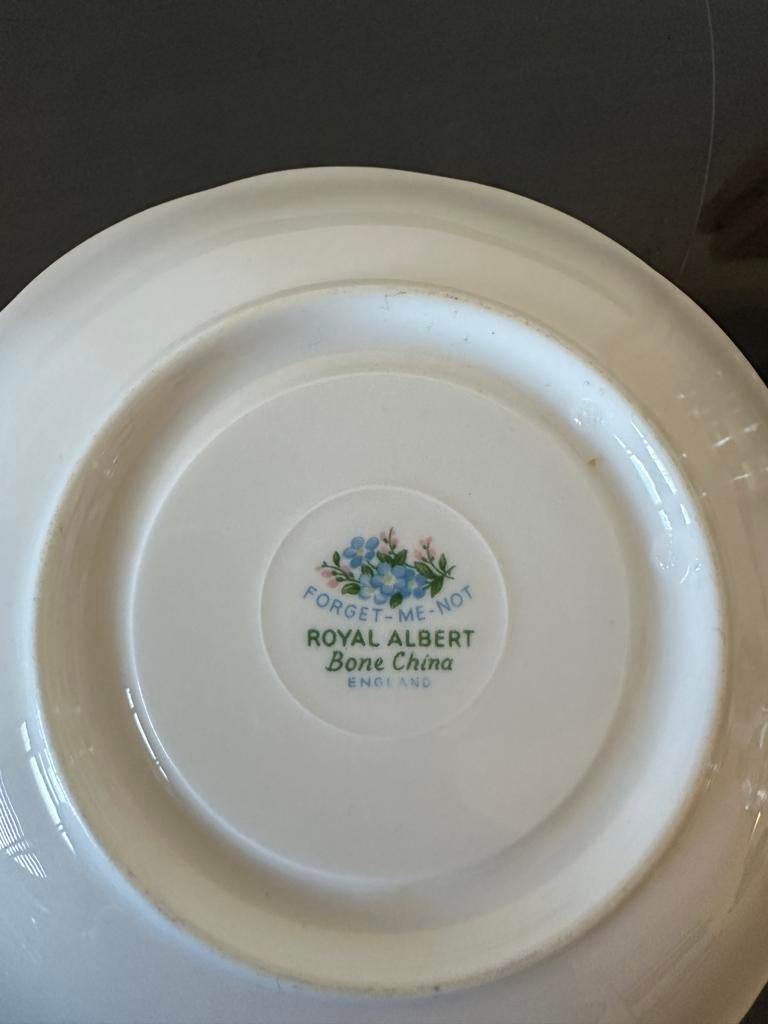 FORGET-ME-NOT
ROYAL ALBERT
Bone China
ENGLAND